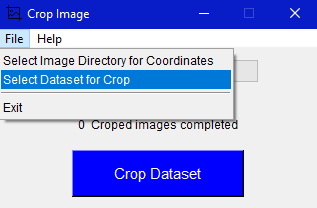 Crop Image
File Help
Select Image Directory for Coordinates
Select Dataset for Crop
Exit
0 Croped Images completed
Crop Dataset